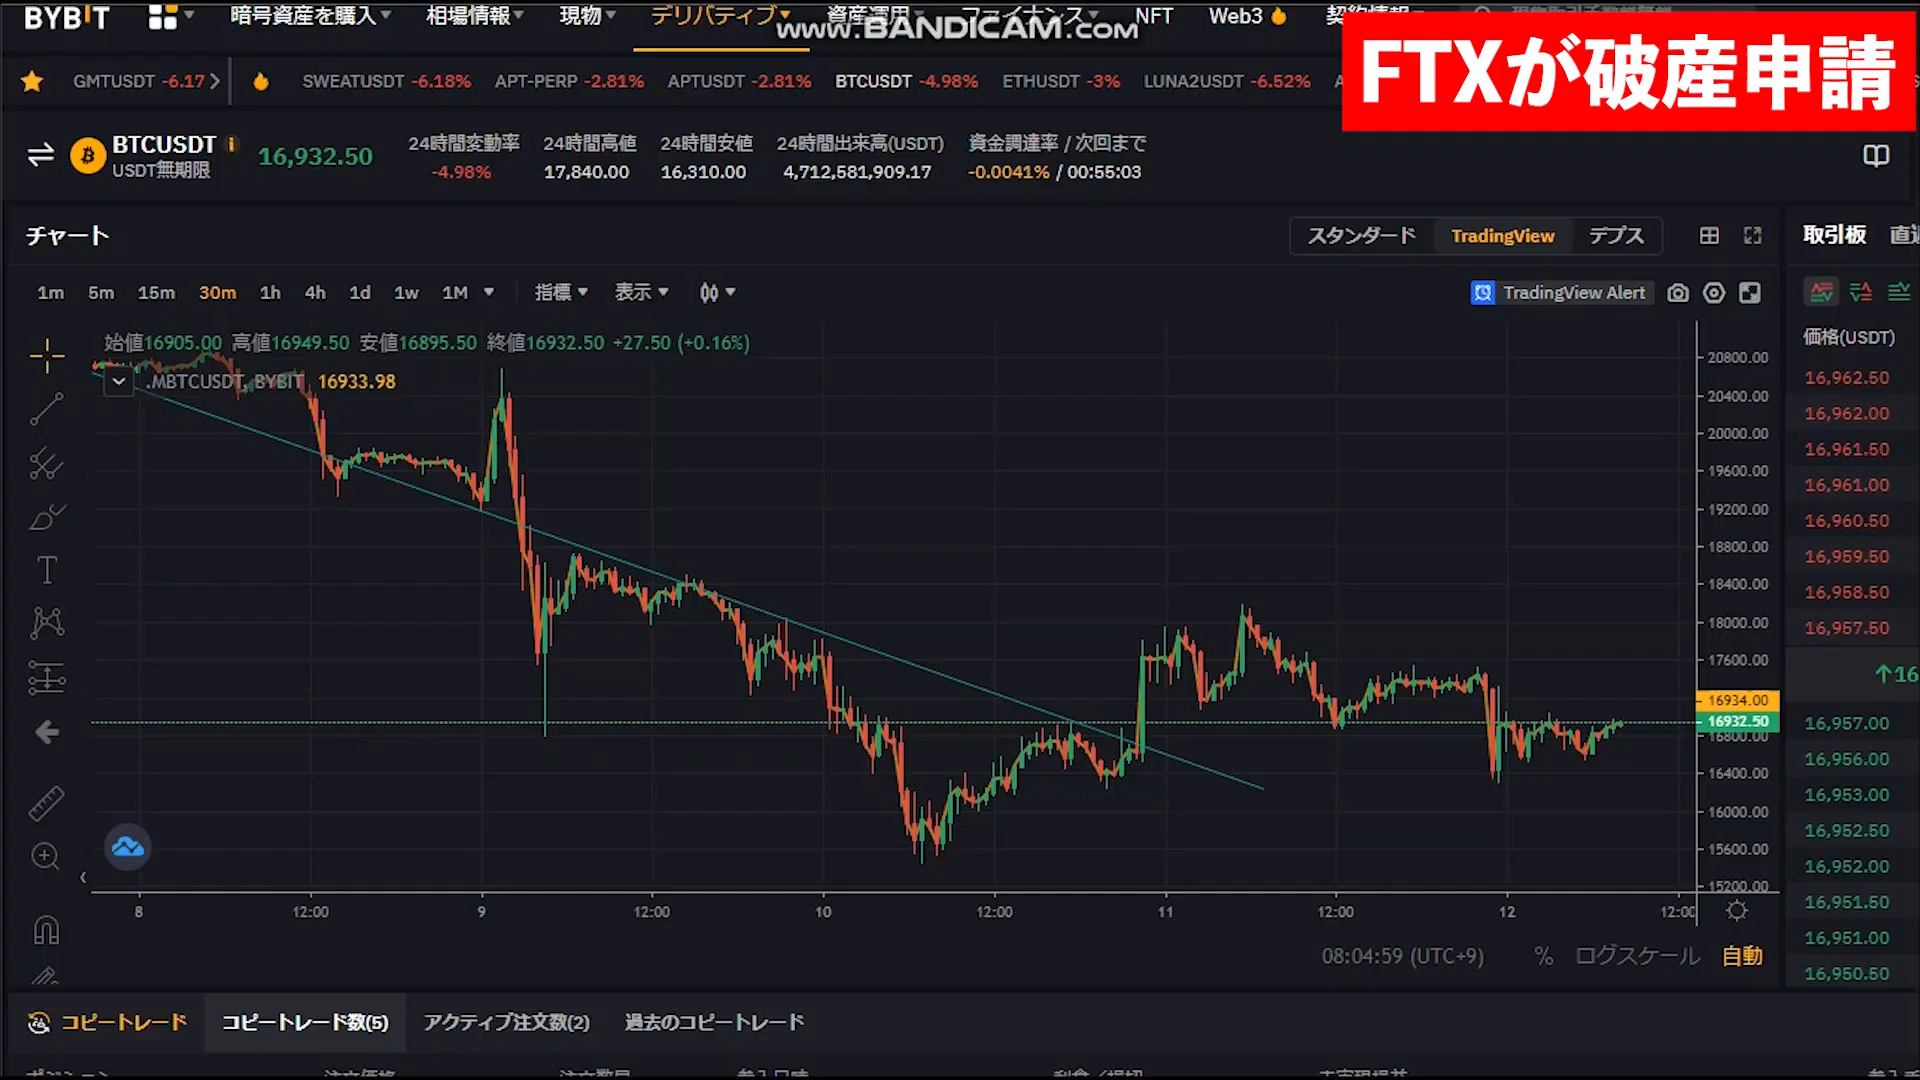 BYBIT 暗号資産を購入 相場情報 現物 デリバティブ 資産運用 ファイナンス NFT Web3 契約情報
www.BANDICAM.com
FTXが破産申請
GMTUSDT -6.17 SWEATUSDT -6.18% APT-PERP -2.81% APTUSDT -2.81% BTCUSDT -4.98% ETHUSDT -3% LUNA2USDT -6.52%
BTCUSDT
USDT無期限
16,932.50
24時間変動率 24時間高値 24時間安値 24時間出来高(USDT) 資金調達率 / 次回まで
-4.98% 17,840.00 16,310.00 4,712,581,909.17 -0.0041% / 00:55:03
チャート スタンダード TradingView デプス
1m 5m 15m 30m 1h 4h 1d 1w 1M 指標 表示 TradingView Alert
始値16905.00 高値16949.50 安値16895.50 終値16932.50 +27.50 (+0.16%)
.MBTCUSDT, BYBIT 16933.98
20800.00
20400.00
20000.00
19600.00
19200.00
18800.00
18400.00
18000.00
17600.00
16934.00
16932.50
16800.00
16400.00
16000.00
15600.00
15200.00
8 12:00 9 12:00 10 12:00 11 12:00 12 12:00
08:04:59 (UTC+9) % ログスケール 自動
取引板
価格(USDT)
16,962.50
16,962.00
16,961.50
16,961.00
16,960.50
16,959.50
16,958.50
16,957.50
↑16
16,957.00
16,956.00
16,953.00
16,952.50
16,952.00
16,951.50
16,951.00
16,950.50
コピートレード コピートレード数(5) アクティブ注文数(2) 過去のコピートレード